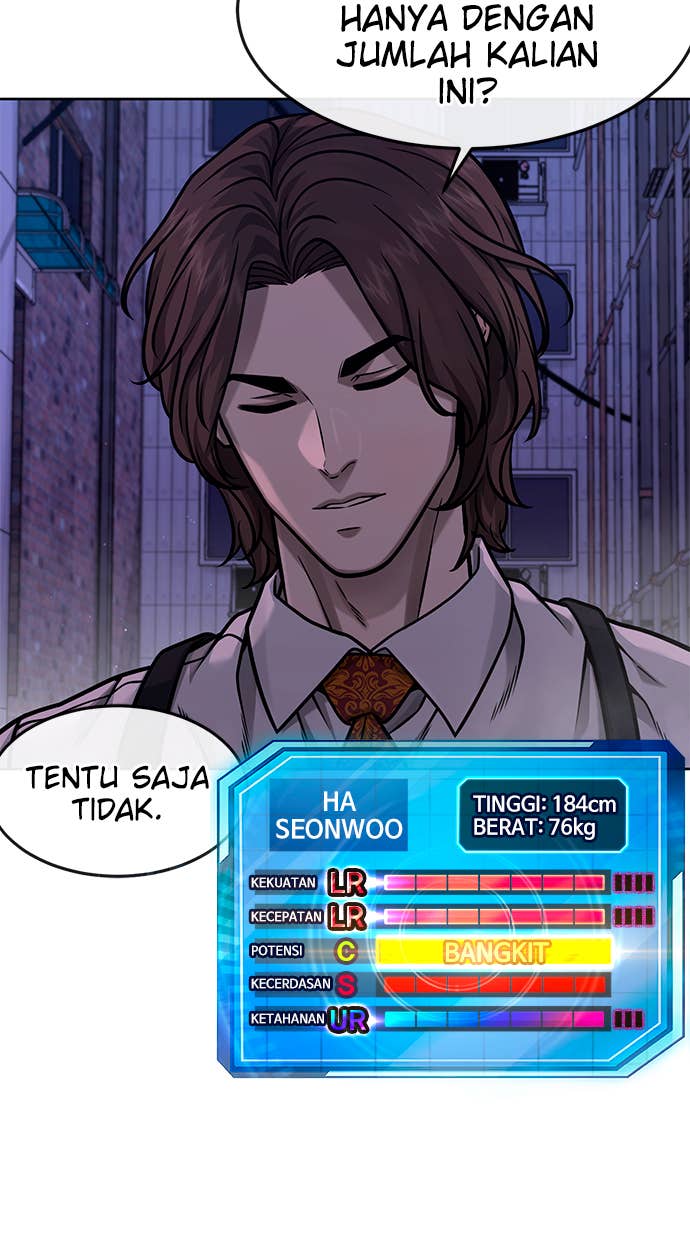 HANYA DENGAN
JUMLAH KALIAN
INI?
TENTU SAJA
TIDAK.
HA
SEONWOO
TINGGI: 184cm
BERAT: 76kg
KEKUATAN LR
KECEPATAN LR
POTENSI C BANGKIT
KECERDASAN S
KETAHANAN UR